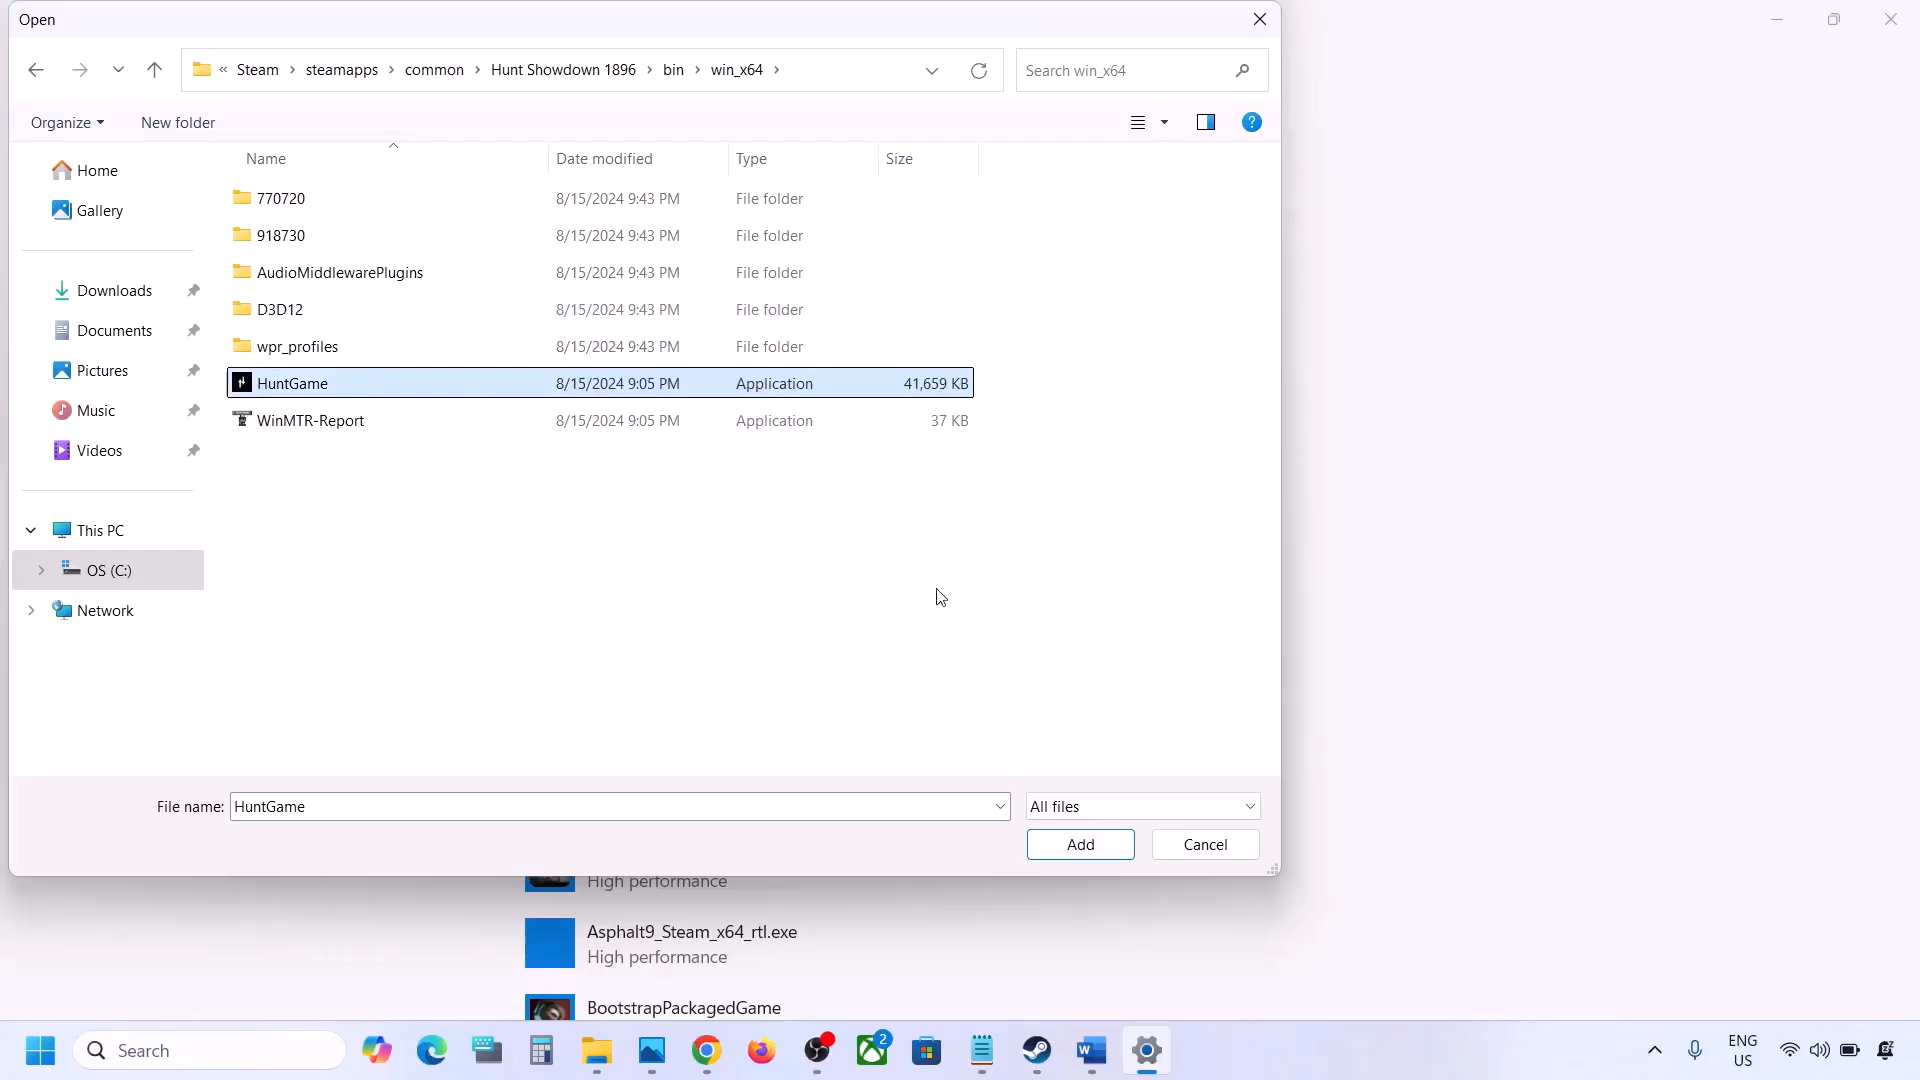 Open
« Steam > steamapps > common > Hunt Showdown 1896 > bin > win_x64 >
Search win_x64
Organize
New folder
?
Name
Date modified
Type
Size
770720 8/15/2024 9:43 PM File folder
918730 8/15/2024 9:43 PM File folder
AudioMiddlewarePlugins 8/15/2024 9:43 PM File folder
D3D12 8/15/2024 9:43 PM File folder
wpr_profiles 8/15/2024 9:43 PM File folder
HuntGame 8/15/2024 9:05 PM Application 41,659 KB
WinMTR-Report 8/15/2024 9:05 PM Application 37 KB
Home
Gallery
Downloads
Documents
Pictures
Music
Videos
This PC
OS (C:)
Network
File name: HuntGame
All files
Add
Cancel
High performance
Asphalt9_Steam_x64_rtl.exe
High performance
BootstrapPackagedGame
Search
2
ENG
US